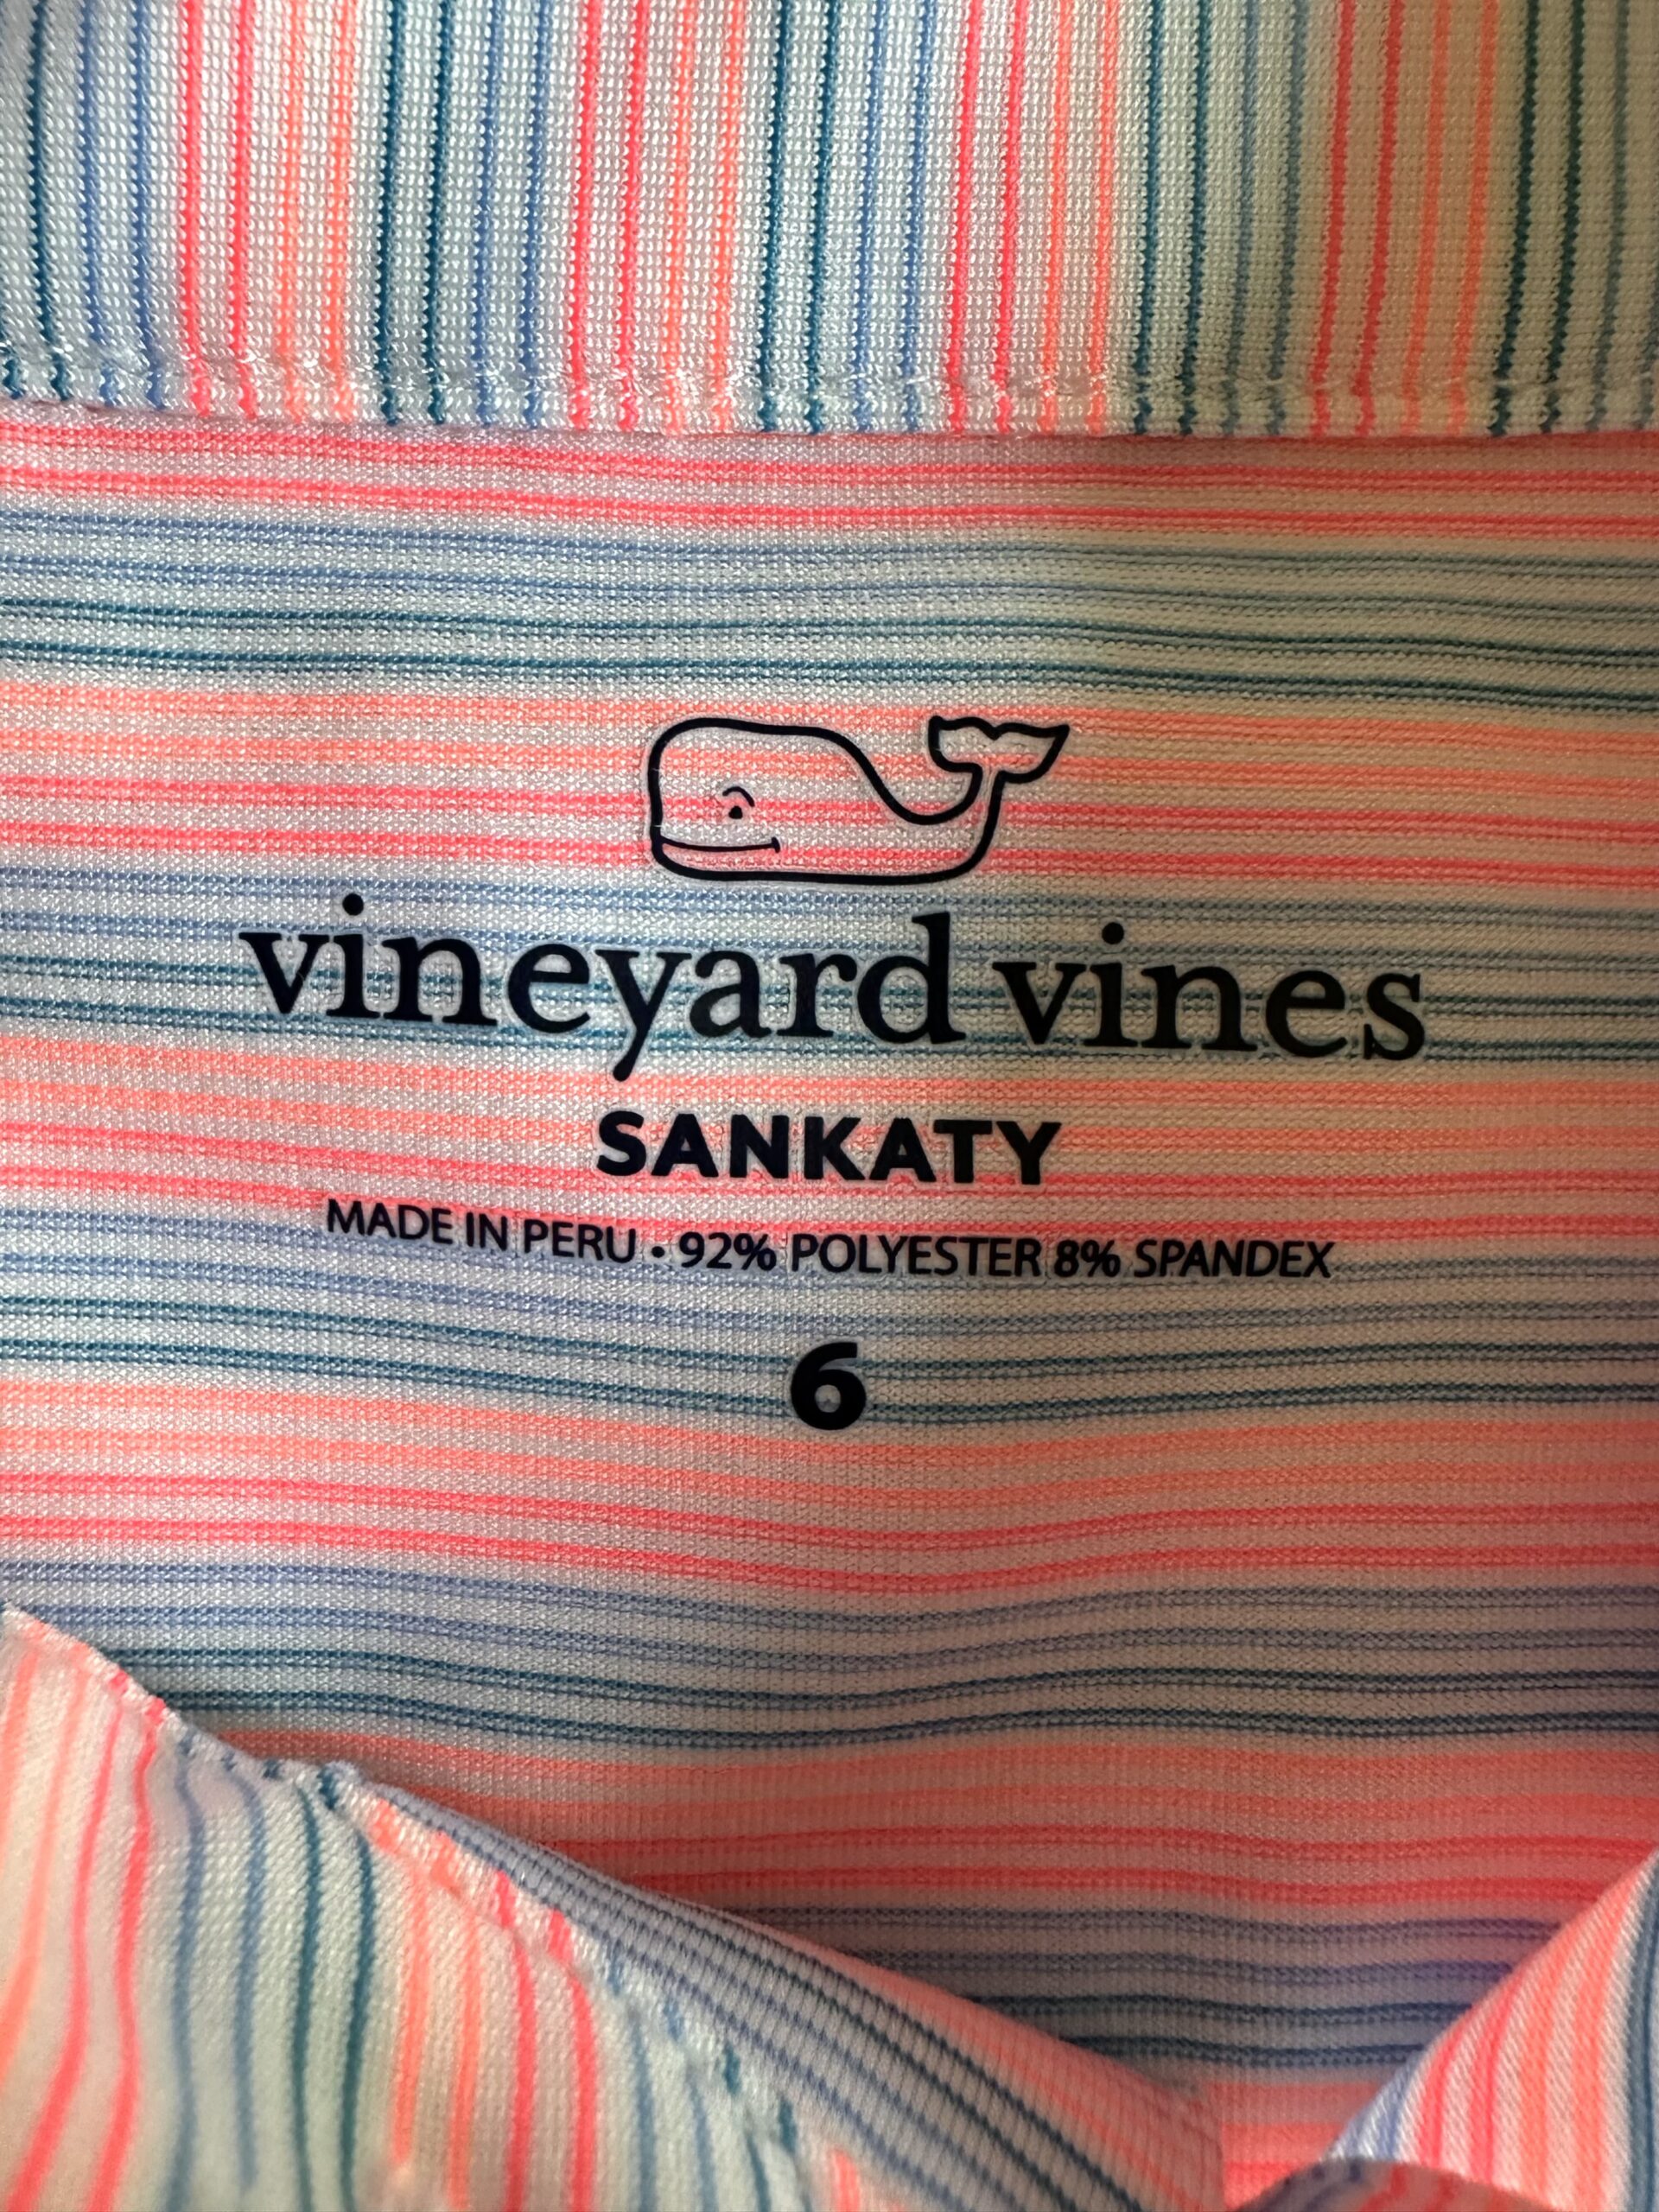 vineyard vines
SANKATY
MADE IN PERU • 92% POLYESTER 8% SPANDEX
6